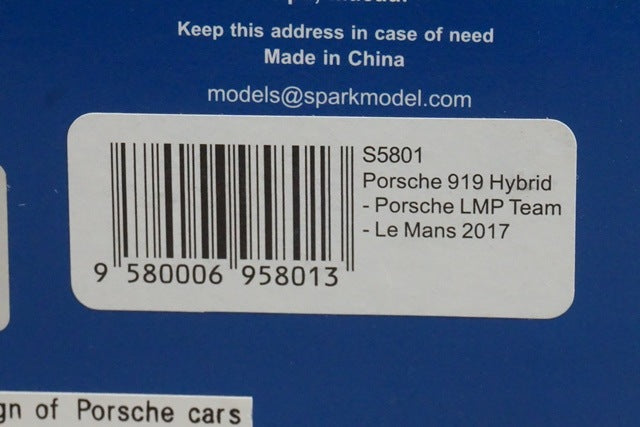 Keep this address in case of need
Made in China
models@sparkmodel.com
S5801
Porsche 919 Hybrid
- Porsche LMP Team
- Le Mans 2017
9 580006 958013
gn of Porsche cars